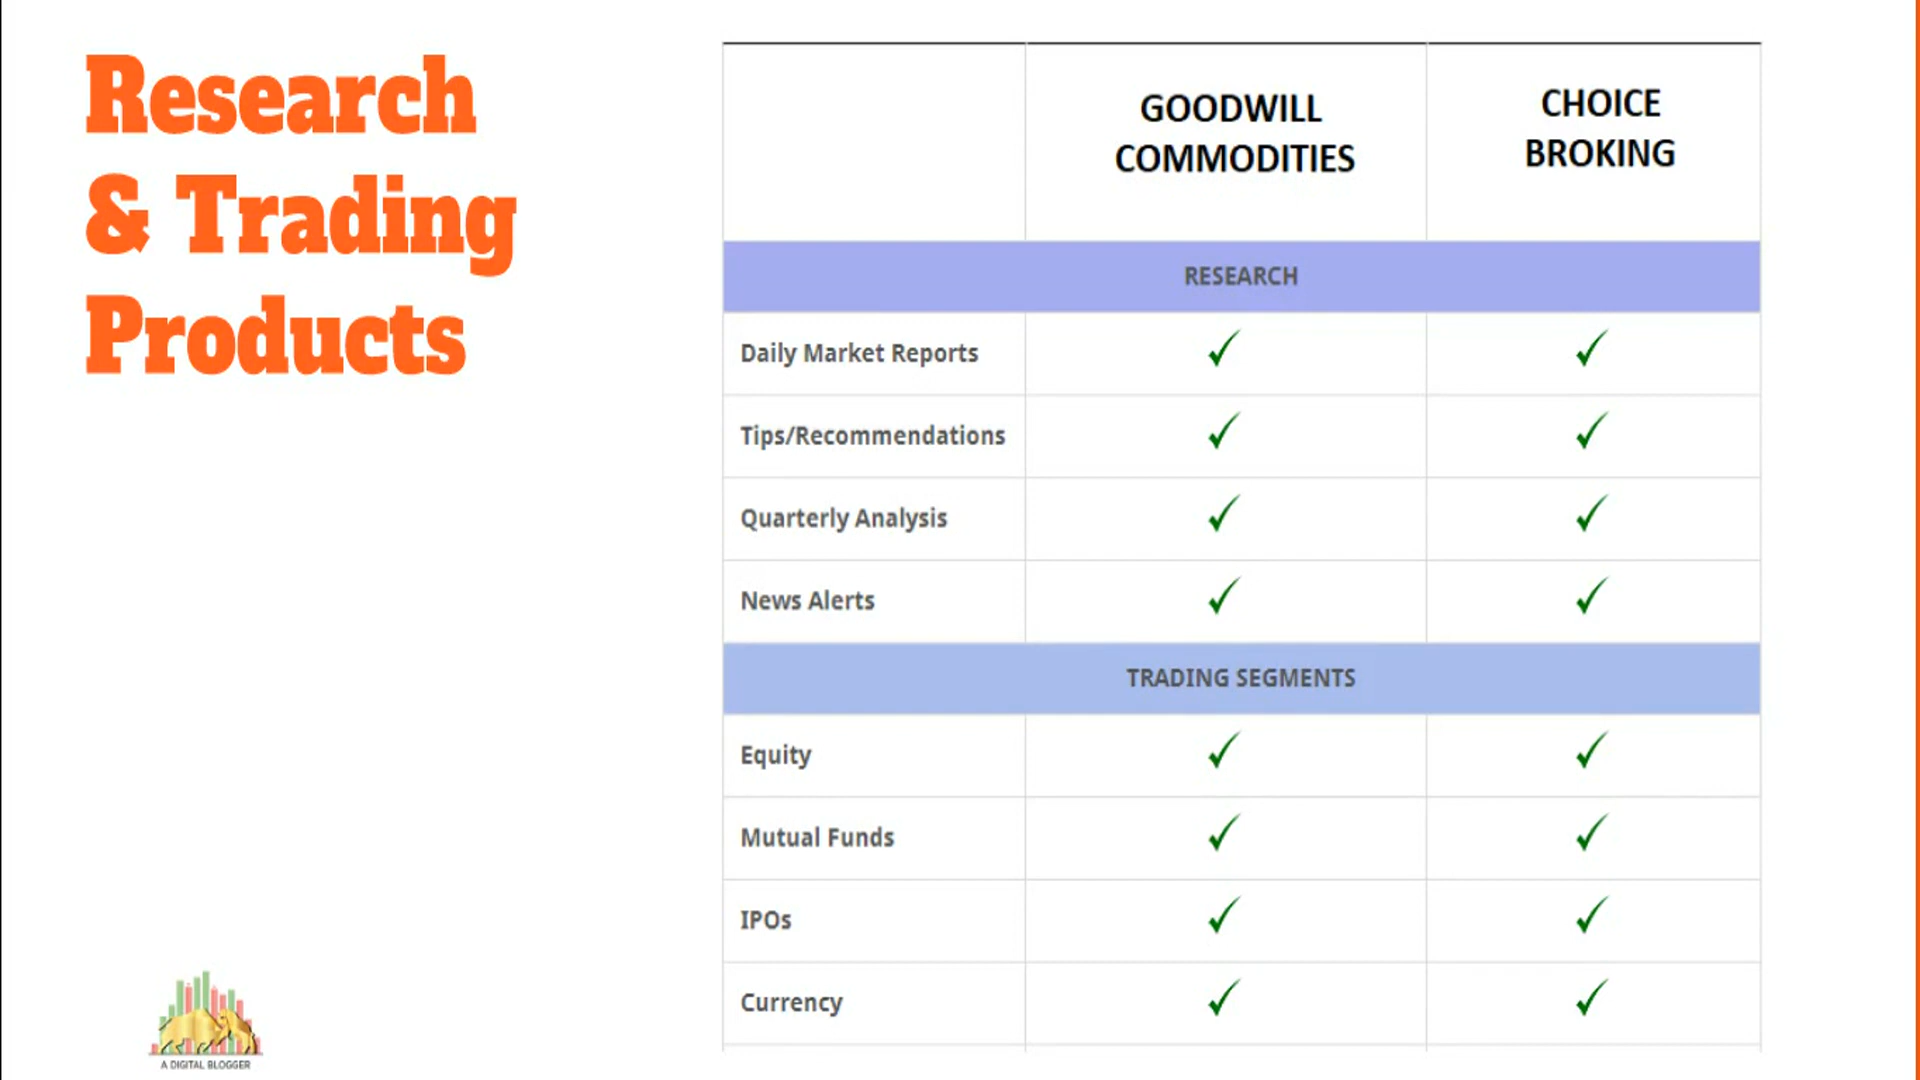 Research
& Trading
Products
GOODWILL
COMMODITIES
CHOICE
BROKING
RESEARCH
Daily Market Reports
Tips/Recommendations
Quarterly Analysis
News Alerts
TRADING SEGMENTS
Equity
Mutual Funds
IPOs
Currency
A DIGITAL BLOGGER